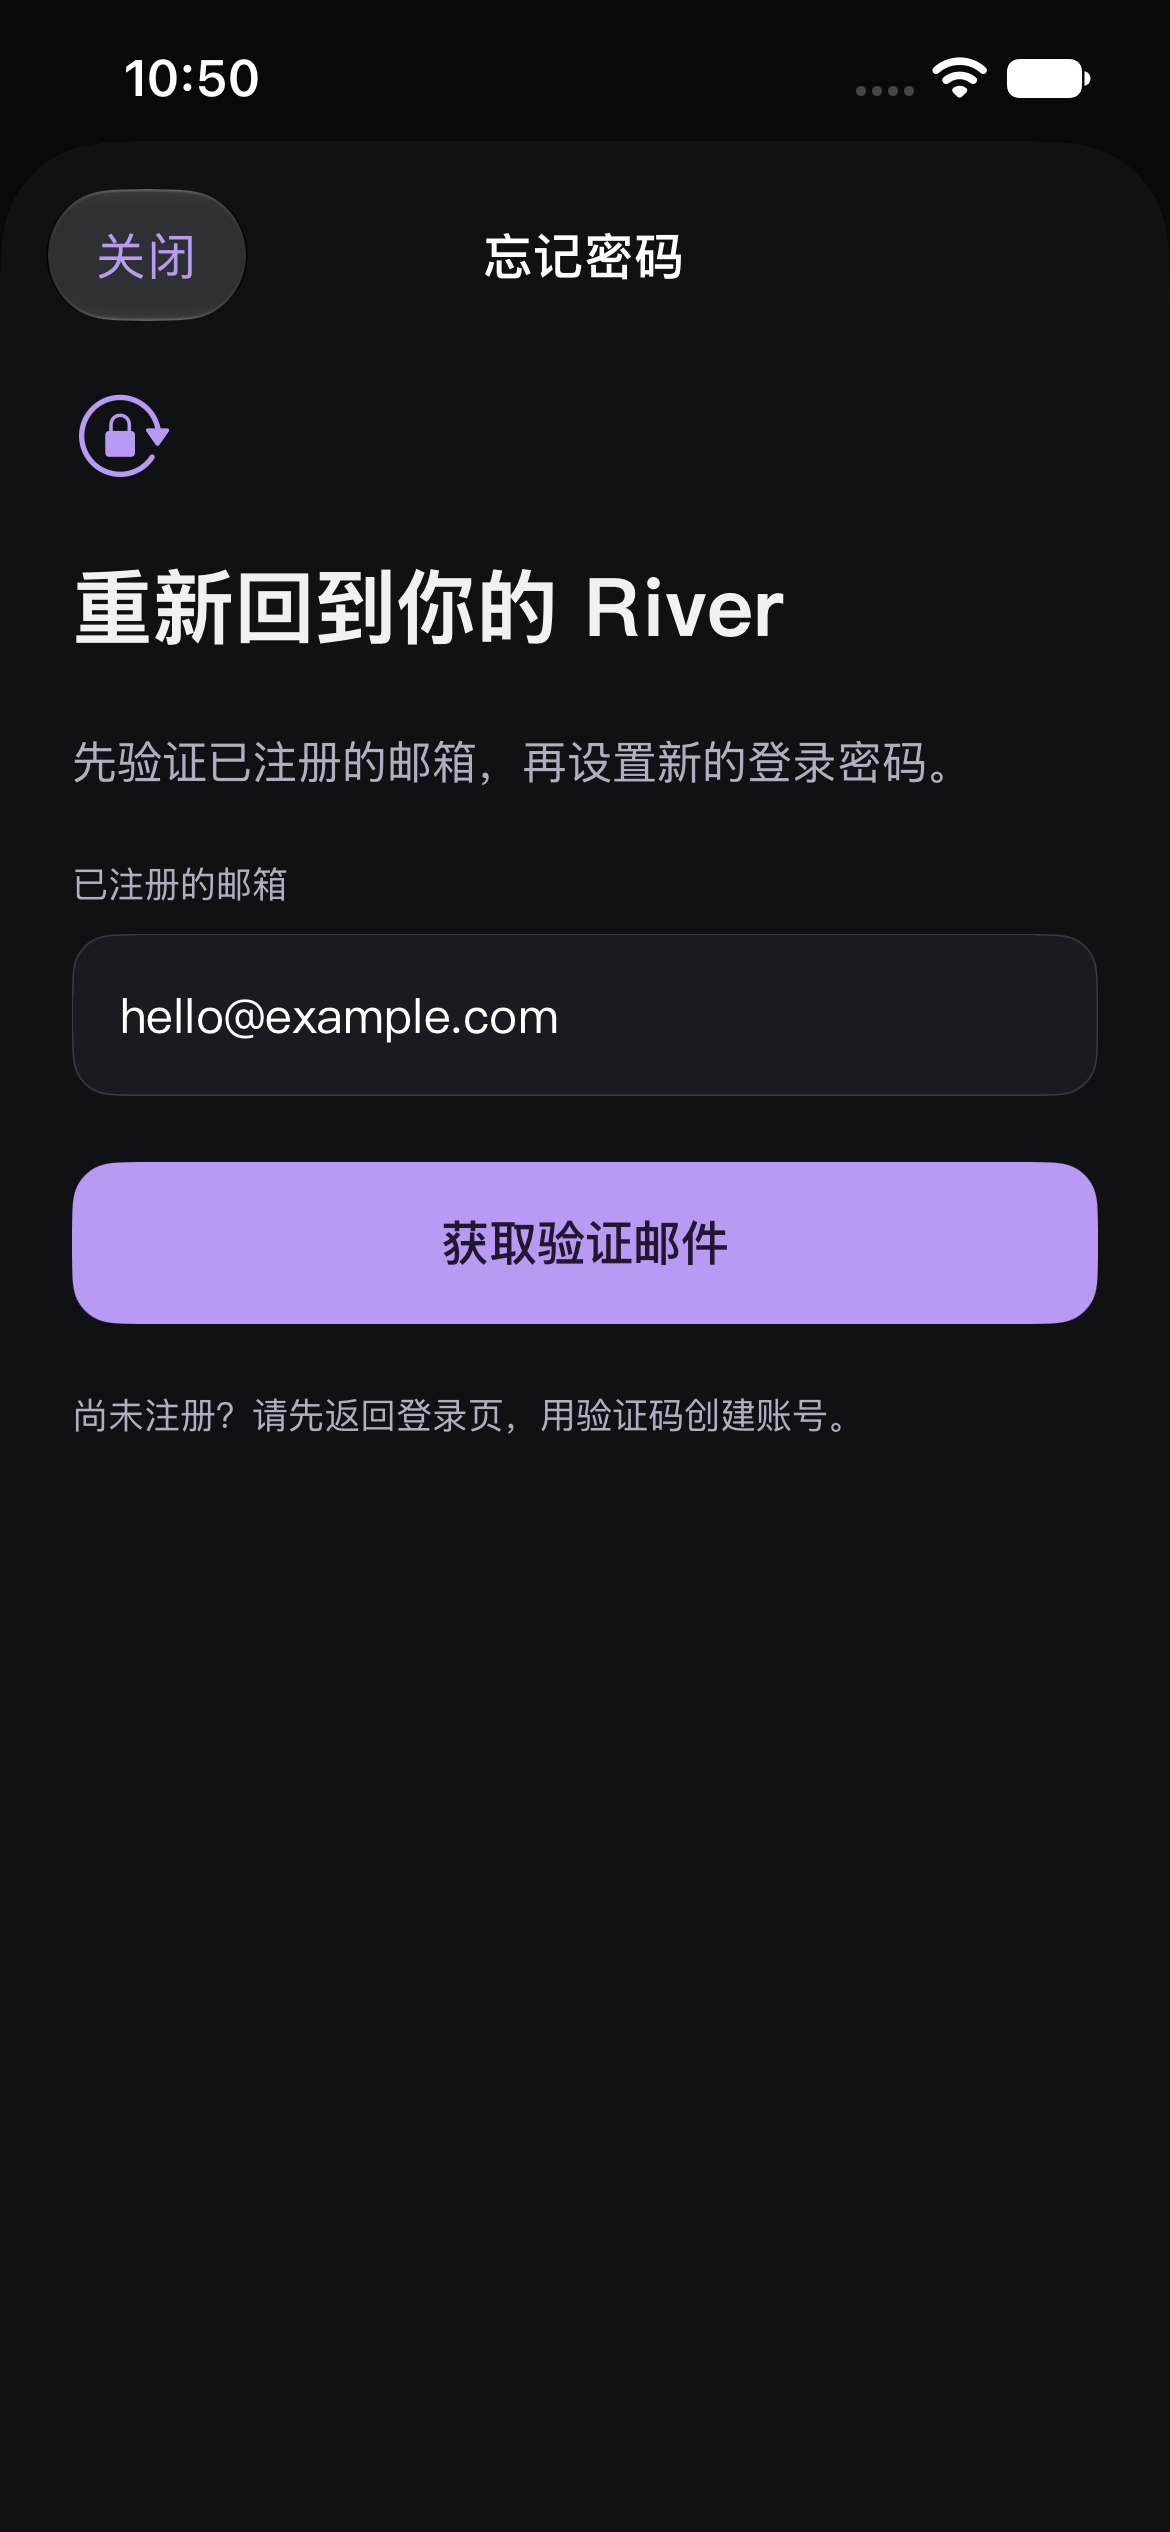 10:50
关闭
忘记密码
重新回到你的 River
先验证已注册的邮箱，再设置新的登录密码。
已注册的邮箱
hello@example.com
获取验证邮件
尚未注册？请先返回登录页，用验证码创建账号。